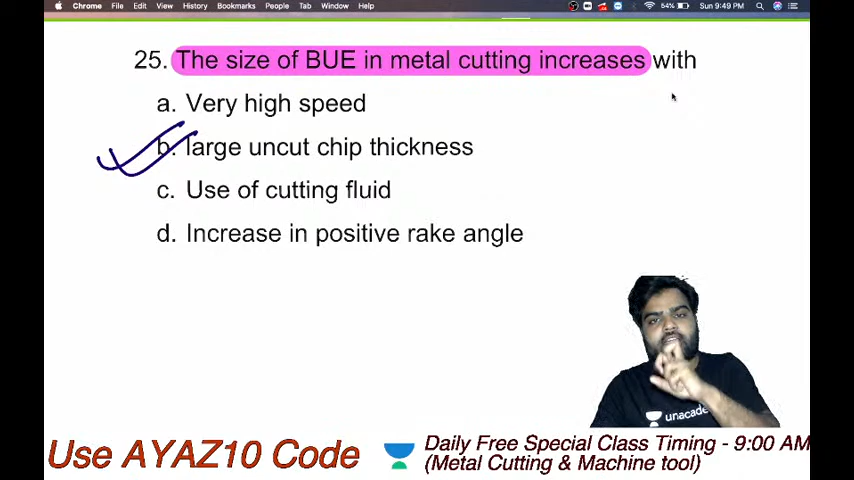 Chrome File Edit View History Bookmarks People Tab Window Help 54% Sun 9:49 PM
25. The size of BUE in metal cutting increases with
a. Very high speed
b. large uncut chip thickness
c. Use of cutting fluid
d. Increase in positive rake angle
unacade
Use AYAZ10 Code
Daily Free Special Class Timing - 9:00 AM
(Metal Cutting & Machine tool)